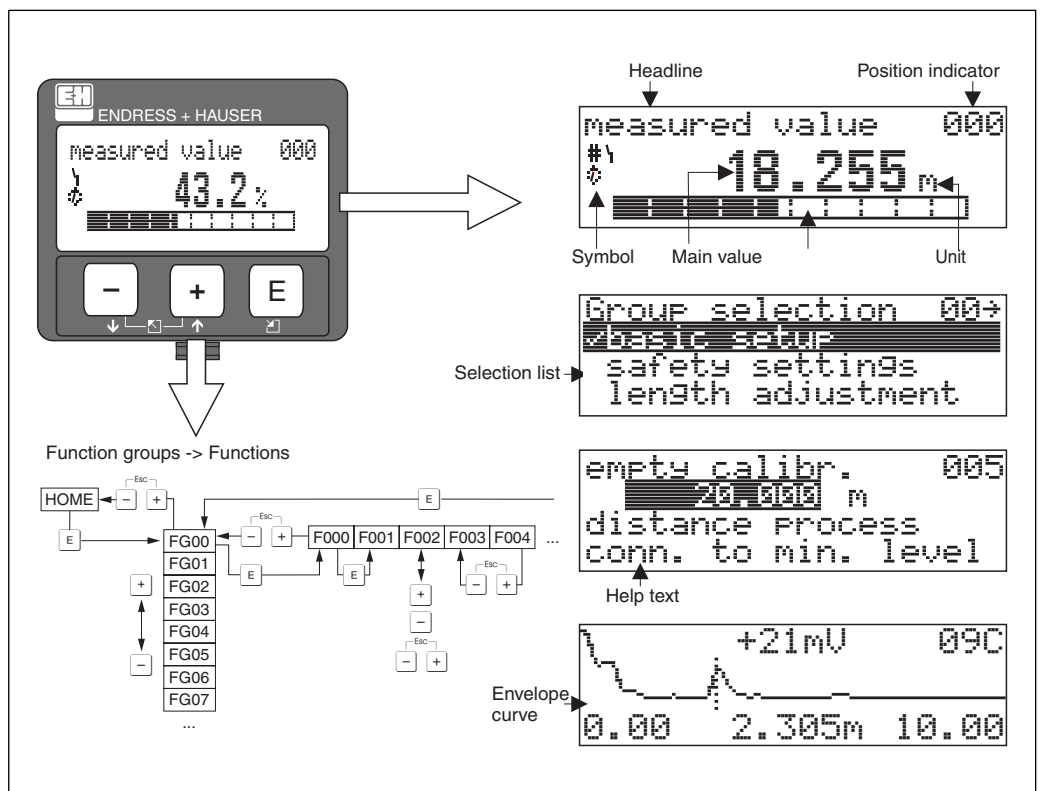 ENDRESS + HAUSER
measured value 000
43.2 %
− + E
Headline
Position indicator
measured value 000
18.255 m
Symbol
Main value
Unit
Group selection 00→
basic setup
safety settings
length adjustment
Selection list
empty calibr. 005
20.000 m
distance process
conn. to min. level
Help text
+21mV 09C
0.00 2.305m 10.00
Envelope
curve
Function groups -> Functions
HOME
Esc
− +
E
E
FG00
FG01
FG02
FG03
FG04
FG05
FG06
FG07
...
+
−
Esc
− +
E
F000 F001 F002 F003 F004 ...
E
+
−
Esc
− +
Esc
− +